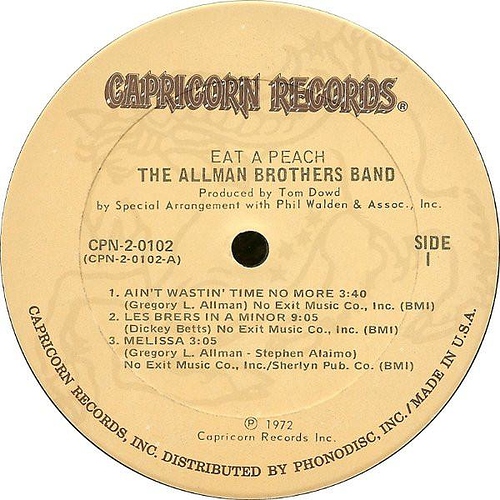 CAPRICORN RECORDS®
EAT A PEACH
THE ALLMAN BROTHERS BAND
Produced by Tom Dowd
by Special Arrangement with Phil Walden & Assoc., Inc.
CPN-2-0102
(CPN-2-0102-A)
SIDE
1
1. AIN'T WASTIN' TIME NO MORE 3:40
(Gregory L. Allman) No Exit Music Co., Inc. (BMI)
2. LES BRERS IN A MINOR 9:05
(Dickey Betts) No Exit Music Co., Inc. (BMI)
3. MELISSA 3:05
(Gregory L. Allman - Stephen Alaimo)
No Exit Music Co., Inc./Sherlyn Pub. Co. (BMI)
℗ 1972
Capricorn Records Inc.
CAPRICORN RECORDS, INC. DISTRIBUTED BY PHONODISC, INC./MADE IN U.S.A.